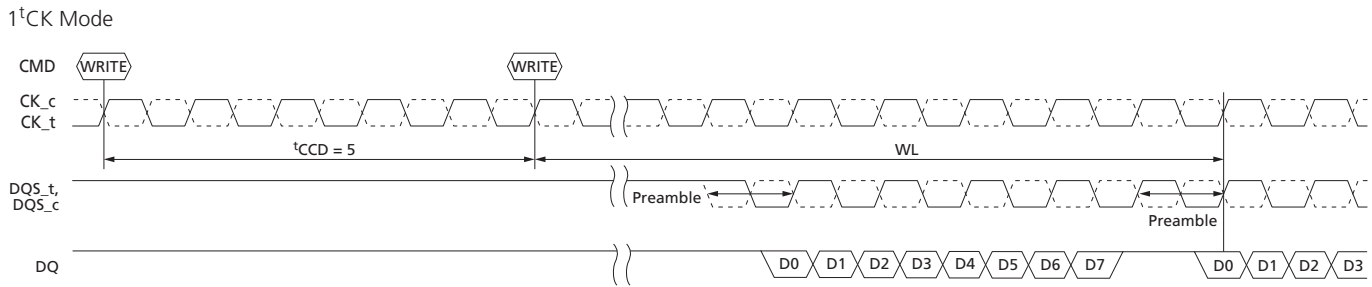 1tCK Mode
CMD WRITE WRITE
CK_c
CK_t
tCCD = 5 WL
DQS_t,
DQS_c
Preamble
Preamble
DQ D0 D1 D2 D3 D4 D5 D6 D7 D0 D1 D2 D3